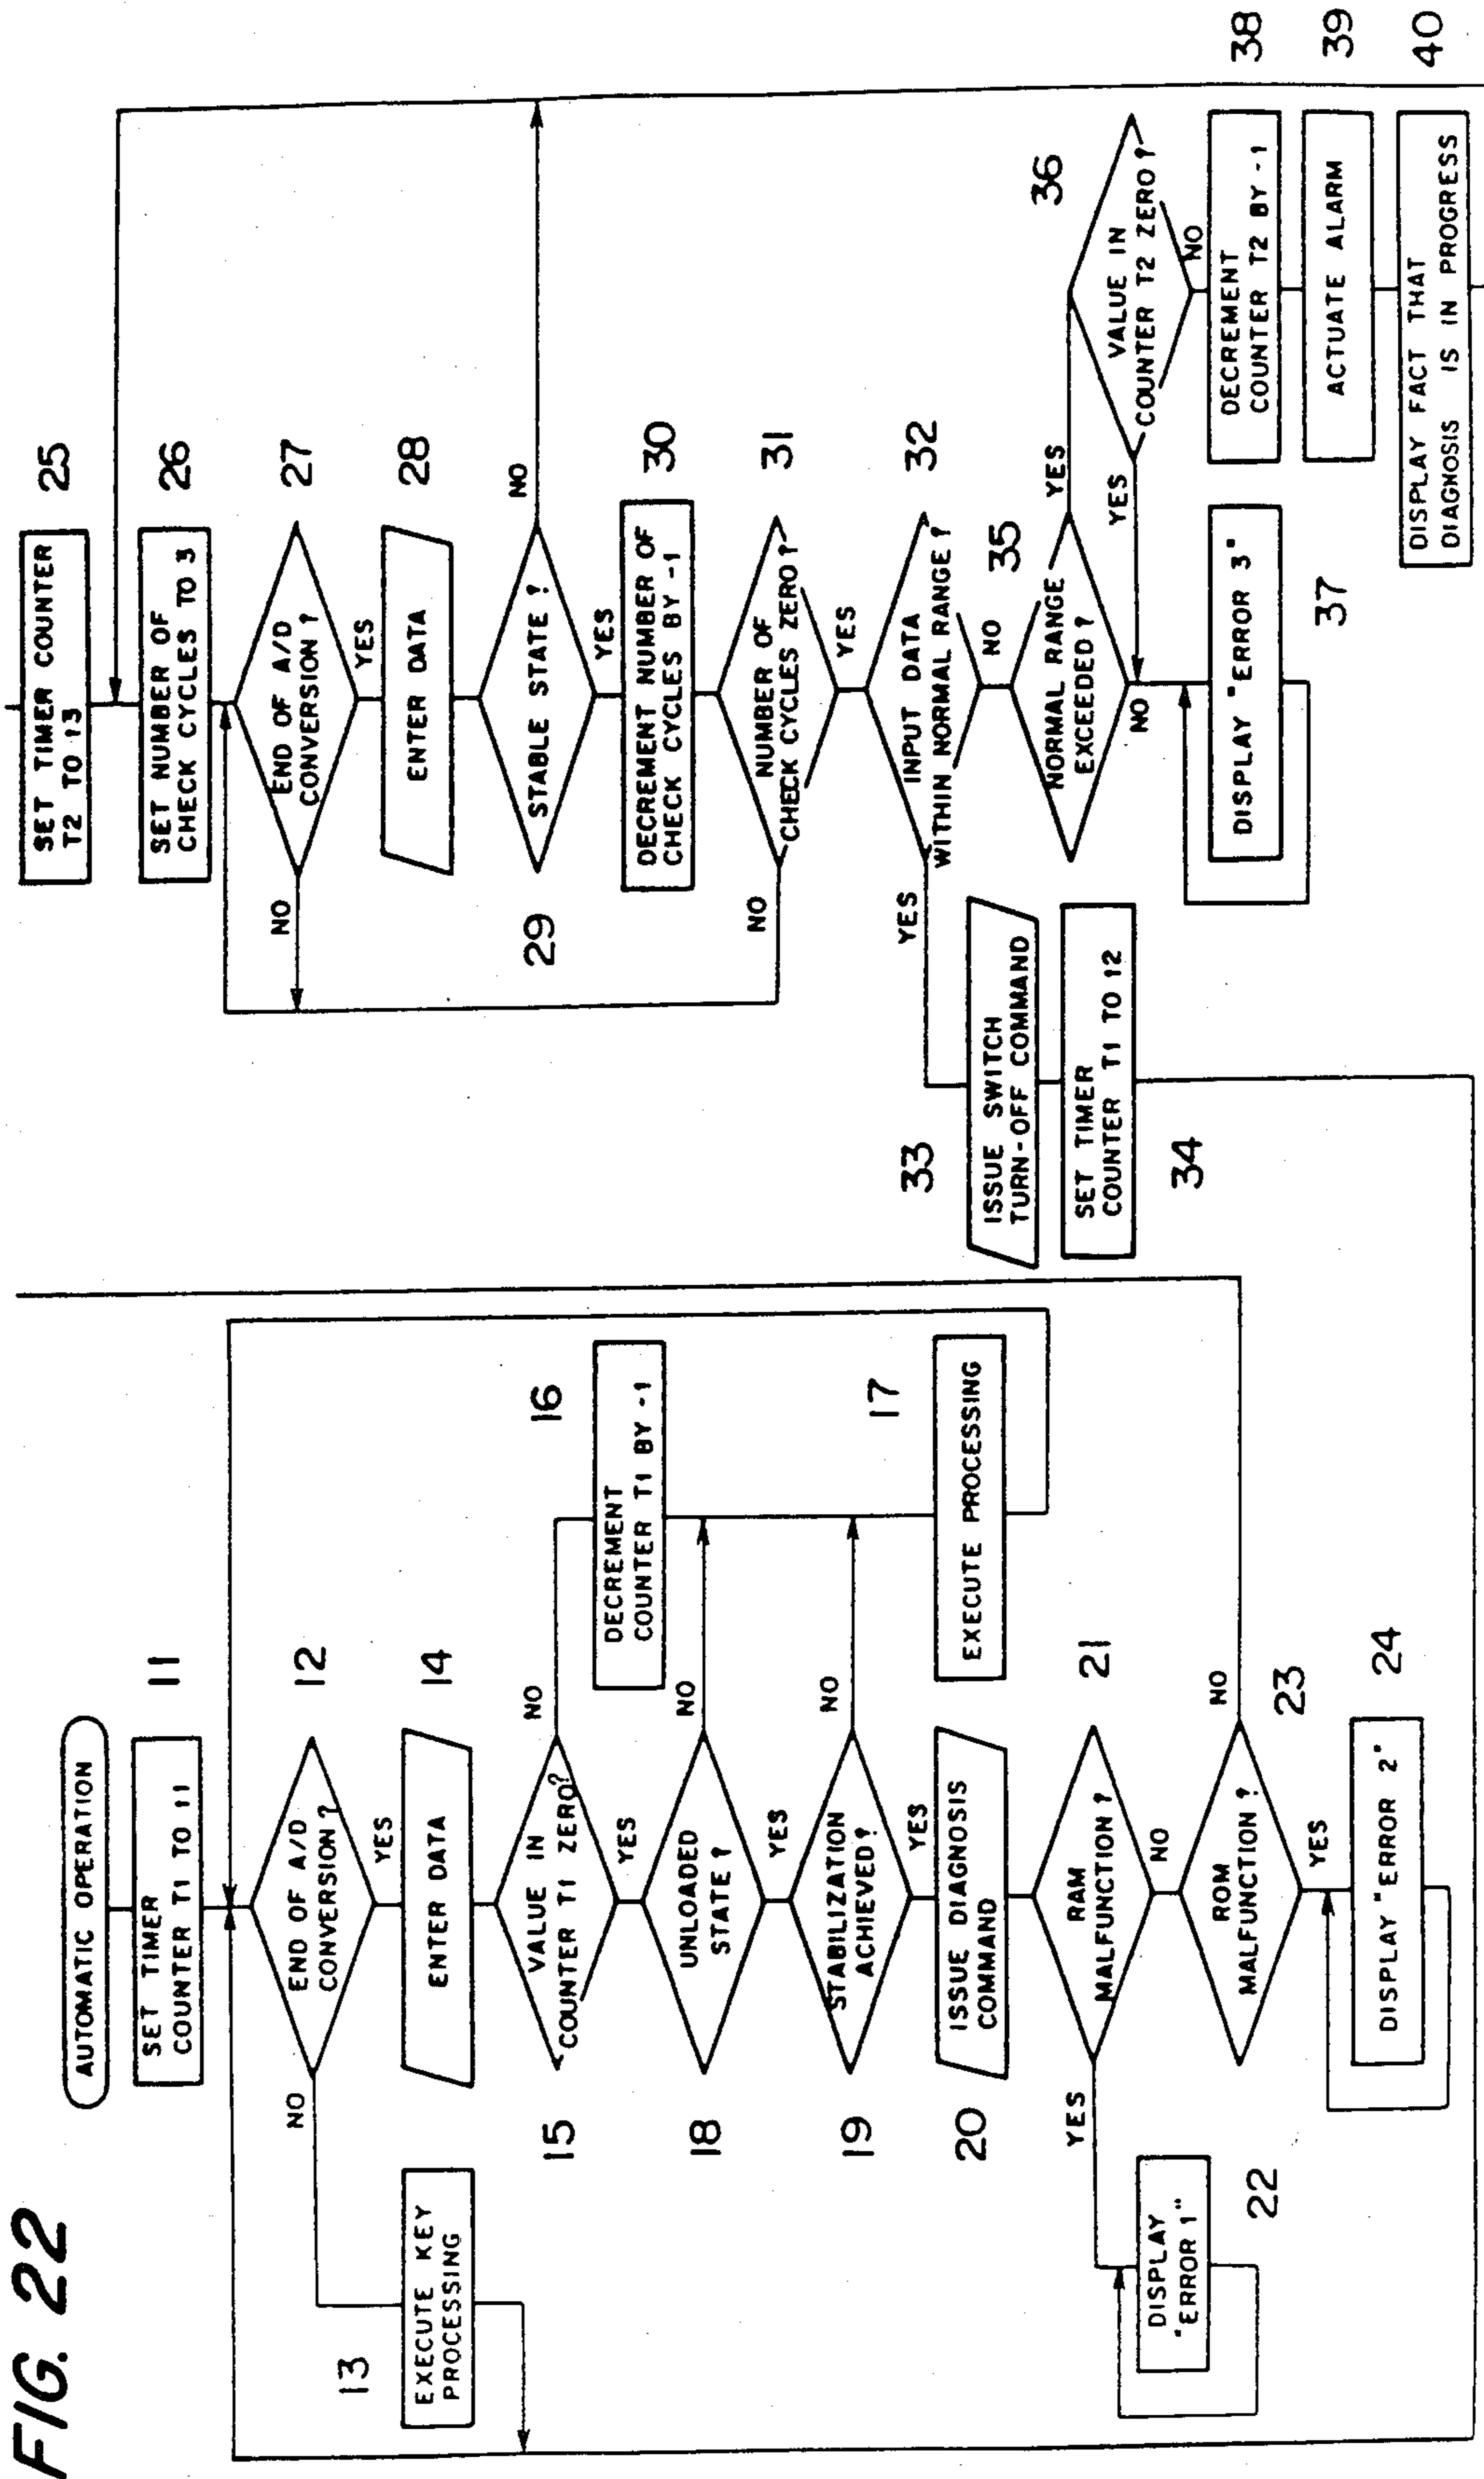 FIG. 22
AUTOMATIC OPERATION
SET TIMER
COUNTER T1 TO 11
11
END OF A/D
CONVERSION ?
12
NO
YES
EXECUTE KEY
PROCESSING
13
ENTER DATA
14
VALUE IN
COUNTER T1 ZERO?
15
NO
YES
DECREMENT
COUNTER T1 BY -1
16
UNLOADED
STATE ?
18
NO
YES
STABILIZATION
ACHIEVED ?
19
NO
YES
EXECUTE PROCESSING
17
ISSUE DIAGNOSIS
COMMAND
20
RAM
MALFUNCTION ?
21
YES
NO
DISPLAY
"ERROR 1"
22
ROM
MALFUNCTION ?
23
NO
YES
DISPLAY "ERROR 2"
24
SET TIMER COUNTER
T2 TO 13
25
SET NUMBER OF
CHECK CYCLES TO 3
26
END OF A/D
CONVERSION ?
27
NO
YES
ENTER DATA
28
STABLE STATE ?
29
NO
YES
DECREMENT NUMBER OF
CHECK CYCLES BY -1
30
NUMBER OF
CHECK CYCLES ZERO ?
31
NO
YES
INPUT DATA
WITHIN NORMAL RANGE ?
32
YES
NO
ISSUE SWITCH
TURN-OFF COMMAND
33
SET TIMER
COUNTER T1 TO 12
34
NORMAL RANGE
EXCEEDED ?
35
YES
NO
VALUE IN
COUNTER T2 ZERO ?
36
YES
NO
DISPLAY "ERROR 3"
37
DECREMENT
COUNTER T2 BY -1
38
ACTUATE ALARM
39
DISPLAY FACT THAT
DIAGNOSIS IS IN PROGRESS
40